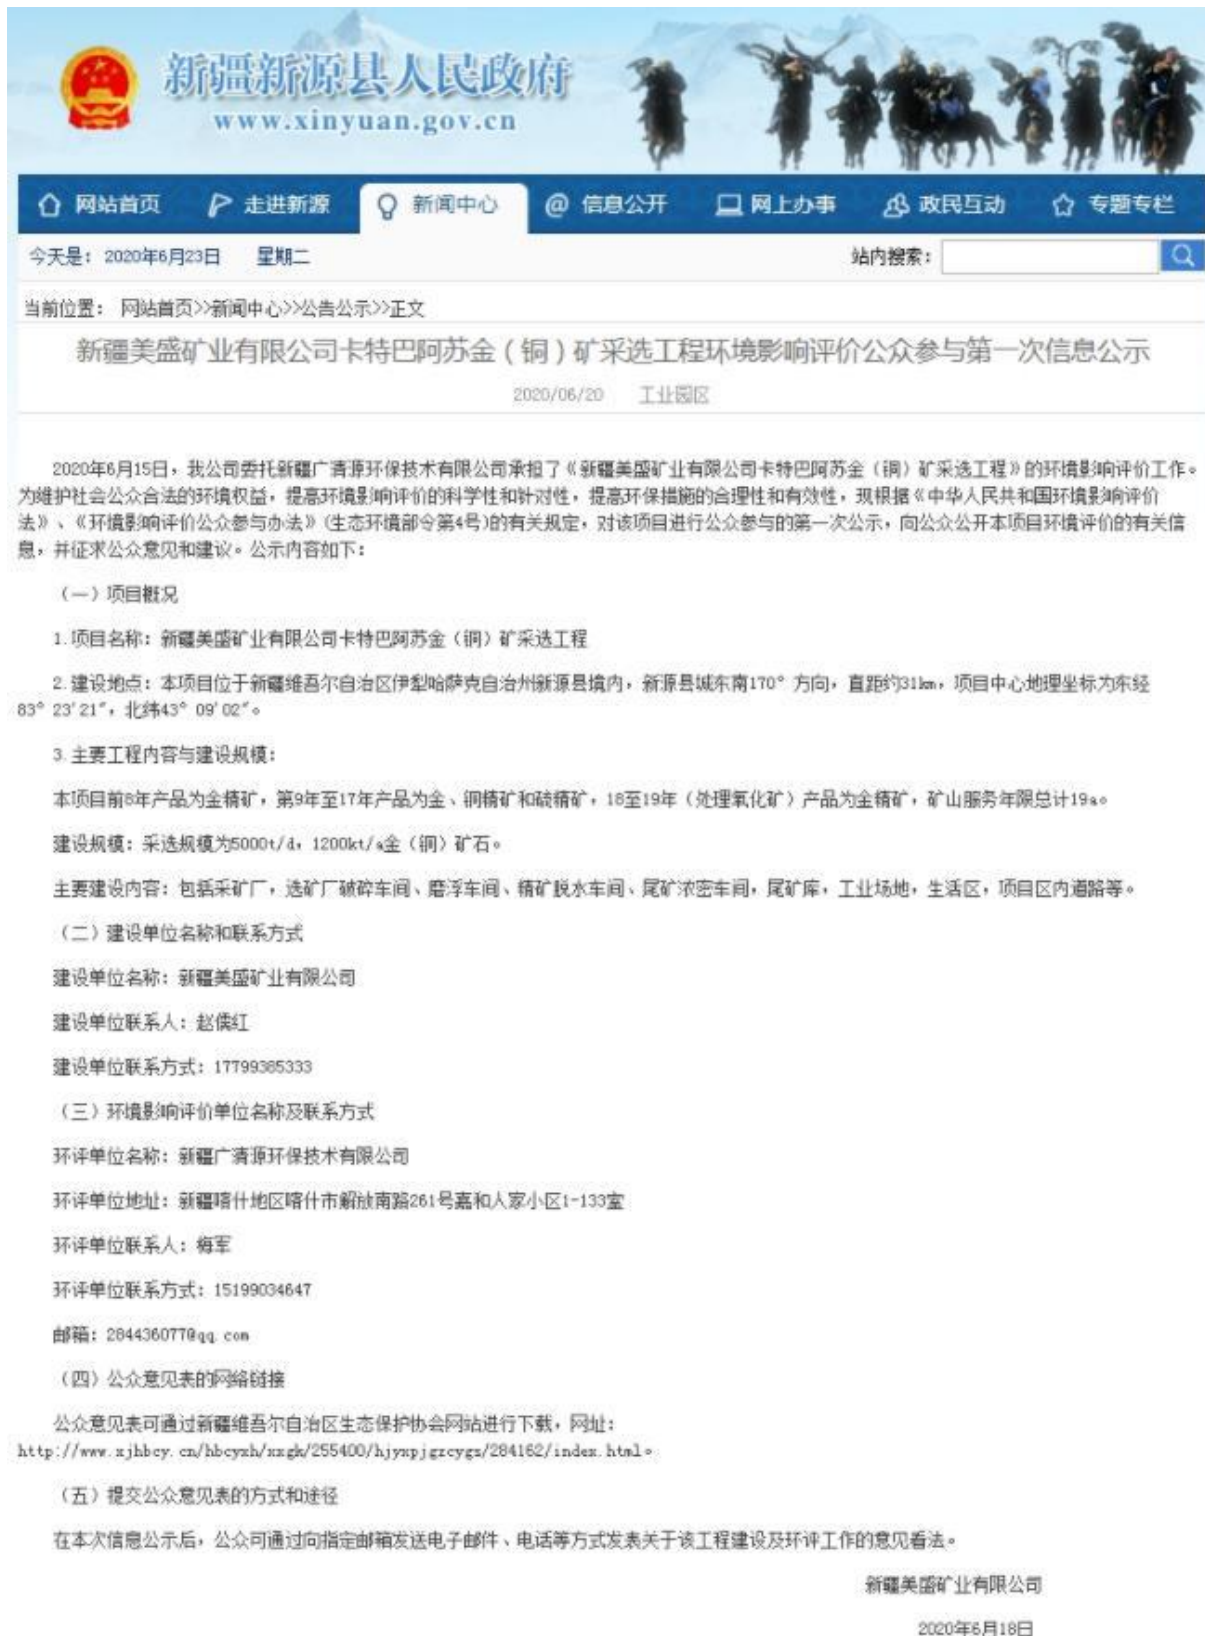 新疆新源县人民政府
www.xinyuan.gov.cn
网站首页 走进新源 新闻中心 信息公开 网上办事 政民互动 专题专栏
今天是：2020年6月23日 星期二 站内搜索：
当前位置： 网站首页>>新闻中心>>公告公示>>正文
新疆美盛矿业有限公司卡特巴阿苏金（铜）矿采选工程环境影响评价公众参与第一次信息公示
2020/06/20 工业园区
2020年6月15日，我公司委托新疆广清源环保技术有限公司承担了《新疆美盛矿业有限公司卡特巴阿苏金（铜）矿采选工程》的环境影响评价工作。
为维护社会公众合法的环境权益，提高环境影响评价的科学性和针对性，提高环保措施的合理性和有效性，现根据《中华人民共和国环境影响评价
法》、《环境影响评价公众参与办法》(生态环境部令第4号)的有关规定，对该项目进行公众参与的第一次公示，向公众公开本项目环境评价的有关信
息，并征求公众意见和建议。公示内容如下：
（一）项目概况
1.项目名称：新疆美盛矿业有限公司卡特巴阿苏金（铜）矿采选工程
2.建设地点：本项目位于新疆维吾尔自治区伊犁哈萨克自治州新源县境内，新源县城东南170°方向，直距约31km，项目中心地理坐标为东经
83°23′21″，北纬43°09′02″。
3.主要工程内容与建设规模：
本项目前8年产品为金精矿，第9年至17年产品为金、铜精矿和硫精矿，18至19年（处理氧化矿）产品为金精矿，矿山服务年限总计19a。
建设规模：采选规模为5000t/d，1200kt/a金（铜）矿石。
主要建设内容：包括采矿厂，选矿厂破碎车间、磨浮车间、精矿脱水车间、尾矿浓密车间，尾矿库，工业场地，生活区，项目区内道路等。
（二）建设单位名称和联系方式
建设单位名称：新疆美盛矿业有限公司
建设单位联系人：赵儒红
建设单位联系方式：17799385333
（三）环境影响评价单位名称及联系方式
环评单位名称：新疆广清源环保技术有限公司
环评单位地址：新疆喀什地区喀什市解放南路261号嘉和人家小区1-133室
环评单位联系人：梅军
环评单位联系方式：15199034647
邮箱：284436077@qq.com
（四）公众意见表的网络链接
公众意见表可通过新疆维吾尔自治区生态保护协会网站进行下载，网址：
http://www.xjhbcy.cn/hbcyxh/xxgk/255400/hjyxpjgzcygs/284162/index.html。
（五）提交公众意见表的方式和途径
在本次信息公示后，公众可通过向指定邮箱发送电子邮件、电话等方式发表关于该工程建设及环评工作的意见看法。
新疆美盛矿业有限公司
2020年6月18日